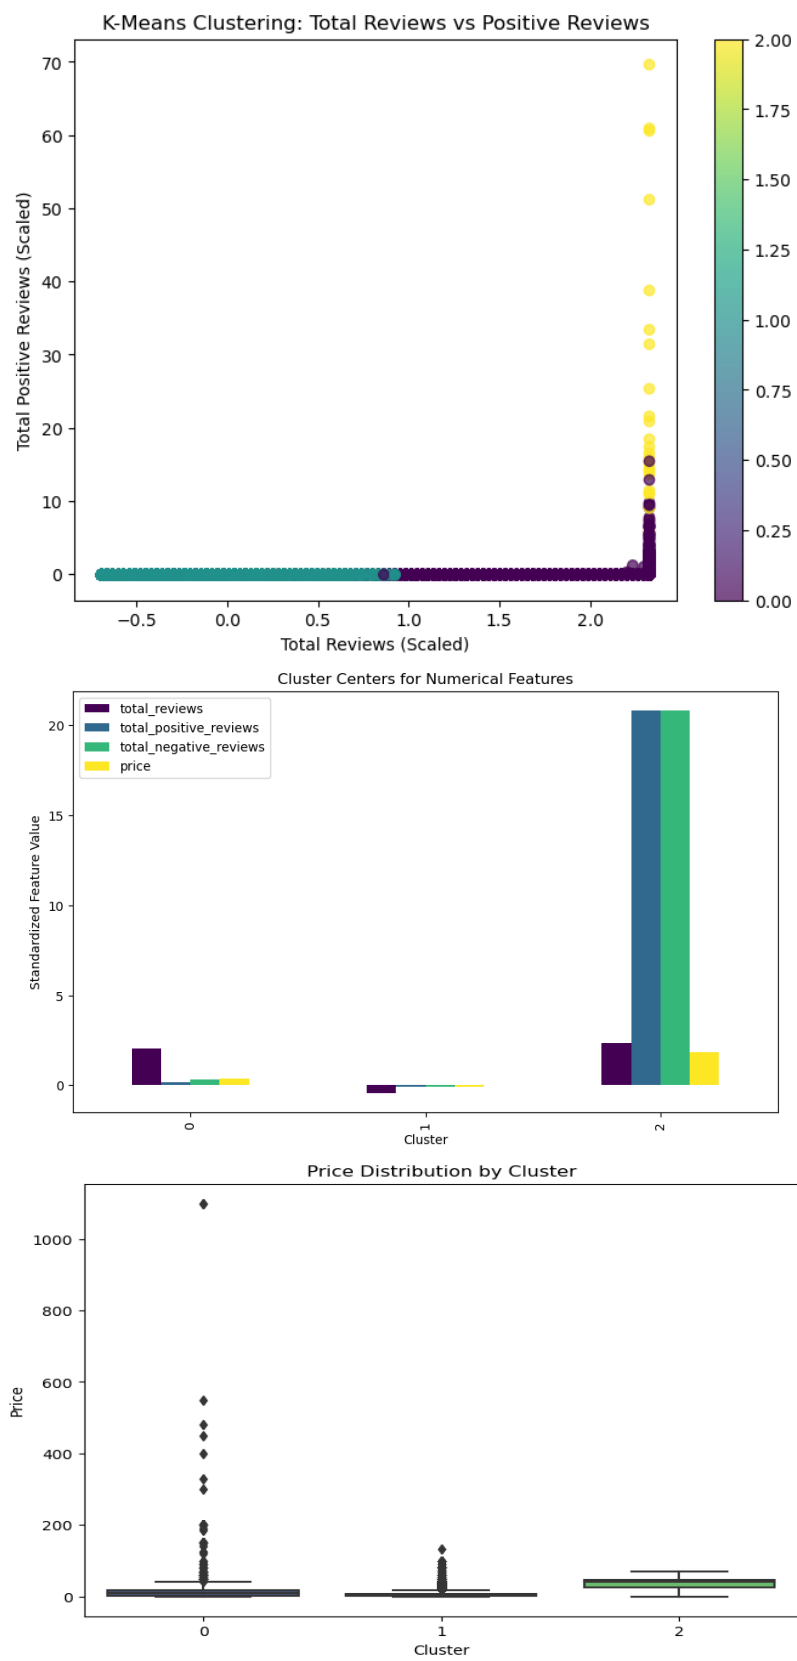 K-Means Clustering: Total Reviews vs Positive Reviews
Total Positive Reviews (Scaled)
70
60
50
40
30
20
10
0
−0.5 0.0 0.5 1.0 1.5 2.0
Total Reviews (Scaled)
2.00
1.75
1.50
1.25
1.00
0.75
0.50
0.25
0.00
Cluster Centers for Numerical Features
total_reviews
total_positive_reviews
total_negative_reviews
price
Standardized Feature Value
20
15
10
5
0
0 1 2
Cluster
Price Distribution by Cluster
Price
1000
800
600
400
200
0
0 1 2
Cluster